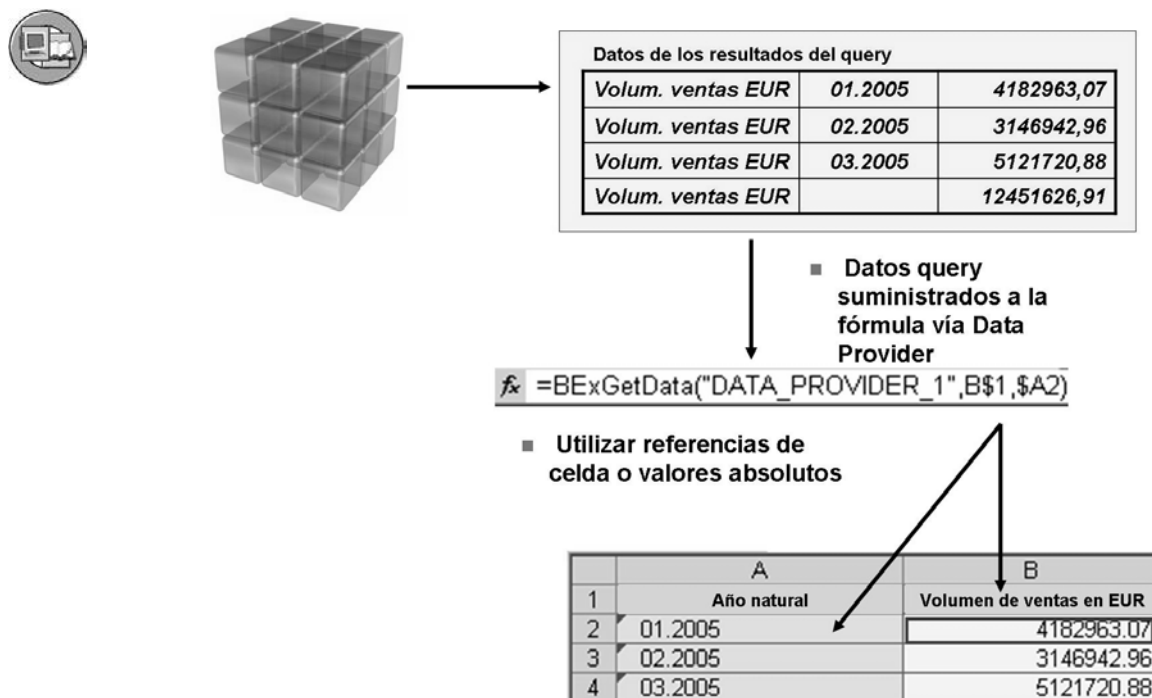 Datos de los resultados del query
Volum. ventas EUR 01.2005 4182963,07
Volum. ventas EUR 02.2005 3146942,96
Volum. ventas EUR 03.2005 5121720,88
Volum. ventas EUR 12451626,91
Datos query
suministrados a la
fórmula vía Data
Provider
fx =BExGetData("DATA_PROVIDER_1",B$1,$A2)
Utilizar referencias de
celda o valores absolutos
A B
1 Año natural Volumen de ventas en EUR
2 01.2005 4182963.07
3 02.2005 3146942.96
4 03.2005 5121720.88